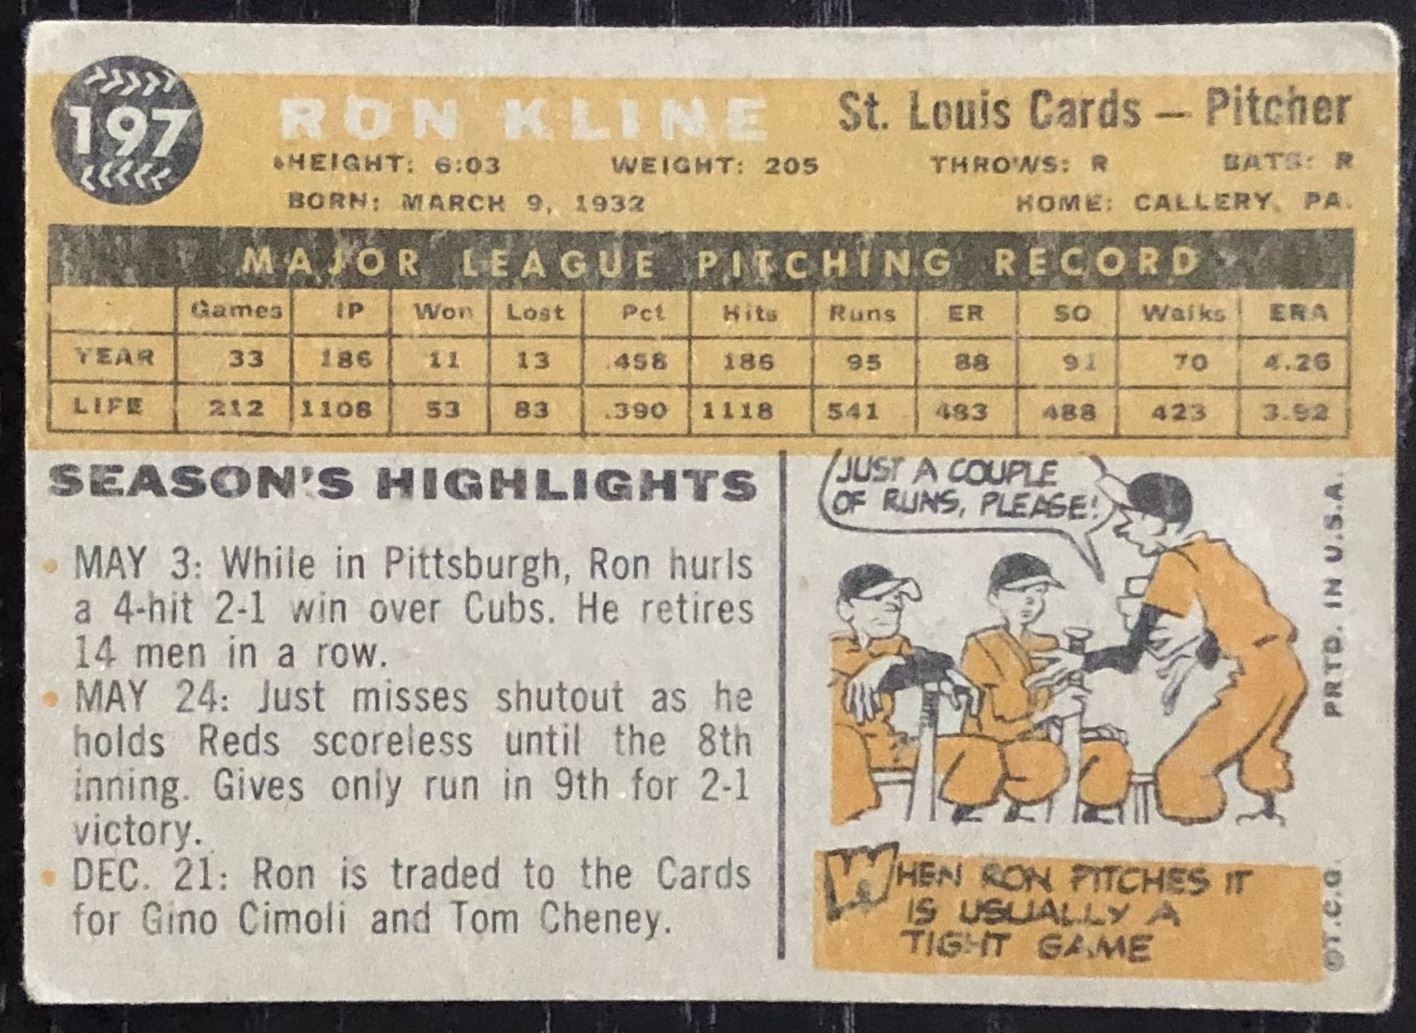 197
RON KLINE St. Louis Cards — Pitcher
HEIGHT: 6:03 WEIGHT: 205 THROWS: R BATS: R
BORN: MARCH 9, 1932 HOME: CALLERY, PA.
MAJOR LEAGUE PITCHING RECORD
Games IP Won Lost Pct Hits Runs ER SO Walks ERA
YEAR 33 186 11 13 .458 186 95 88 91 70 4.26
LIFE 212 1108 53 83 .390 1118 541 483 488 423 3.92
SEASON'S HIGHLIGHTS
• MAY 3: While in Pittsburgh, Ron hurls
a 4-hit 2-1 win over Cubs. He retires
14 men in a row.
• MAY 24: Just misses shutout as he
holds Reds scoreless until the 8th
inning. Gives only run in 9th for 2-1
victory.
• DEC. 21: Ron is traded to the Cards
for Gino Cimoli and Tom Cheney.
JUST A COUPLE
OF RUNS, PLEASE!
WHEN RON PITCHES IT
IS USUALLY A
TIGHT GAME
©T.C.G. PRTD. IN U.S.A.